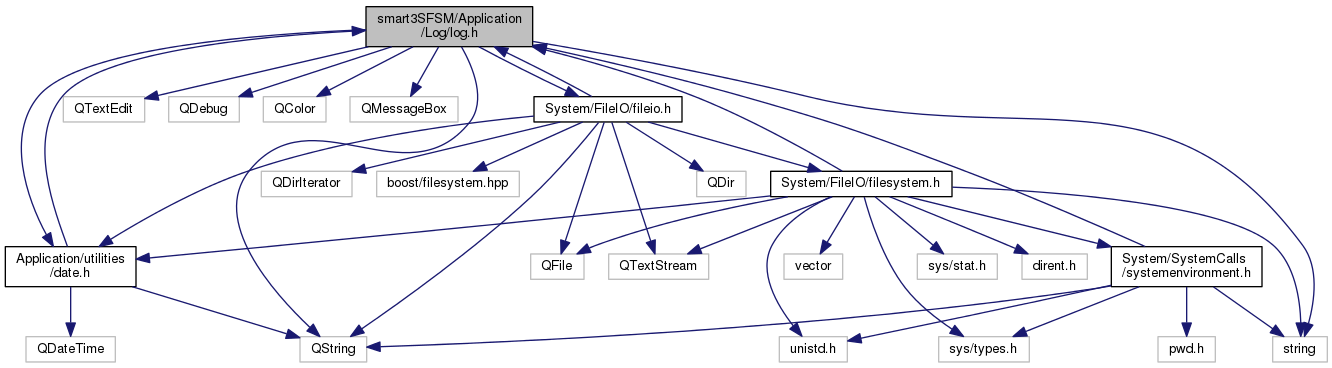 smart3SFSM/Application
/Log/log.h
QTextEdit
QDebug
QColor
QMessageBox
System/FileIO/fileio.h
QDirIterator
boost/filesystem.hpp
QDir
System/FileIO/filesystem.h
Application/utilities
/date.h
QFile
QTextStream
vector
sys/stat.h
dirent.h
System/SystemCalls
/systemenvironment.h
QDateTime
QString
unistd.h
sys/types.h
pwd.h
string